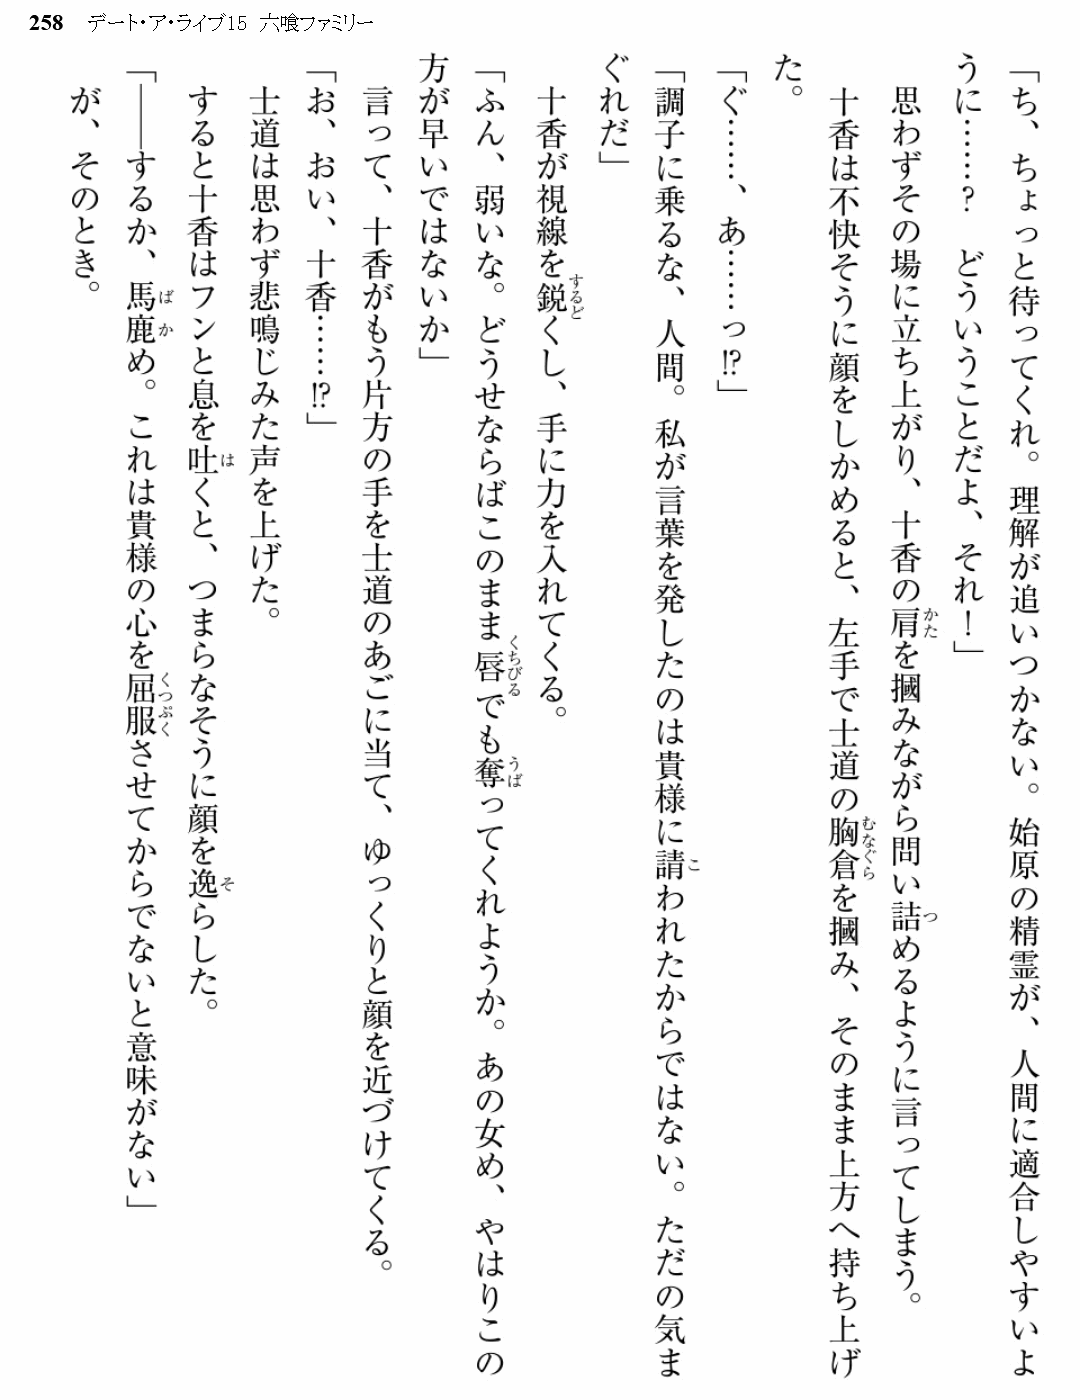 258 デート・ア・ライブ15 六喰ファミリー
「ち、ちょっと待ってくれ。理解が追いつかない。始原の精霊が、人間に適合しやすいよ
うに……？　どういうことだよ、それ！」
　思わずその場に立ち上がり、十香の肩を摑みながら問い詰めるように言ってしまう。
　十香は不快そうに顔をしかめると、左手で士道の胸倉を摑み、そのまま上方へ持ち上げ
た。
「ぐ……、あ……っ⁉」
「調子に乗るな、人間。私が言葉を発したのは貴様に請われたからではない。ただの気ま
ぐれだ」
　十香が視線を鋭くし、手に力を入れてくる。
「ふん、弱いな。どうせならばこのまま唇でも奪ってくれようか。あの女め、やはりこの
方が早いではないか」
　言って、十香がもう片方の手を士道のあごに当て、ゆっくりと顔を近づけてくる。
「お、おい、十香……⁉」
　士道は思わず悲鳴じみた声を上げた。
　すると十香はフンと息を吐くと、つまらなそうに顔を逸らした。
「――するか、馬鹿め。これは貴様の心を屈服させてからでないと意味がない」
　が、そのとき。